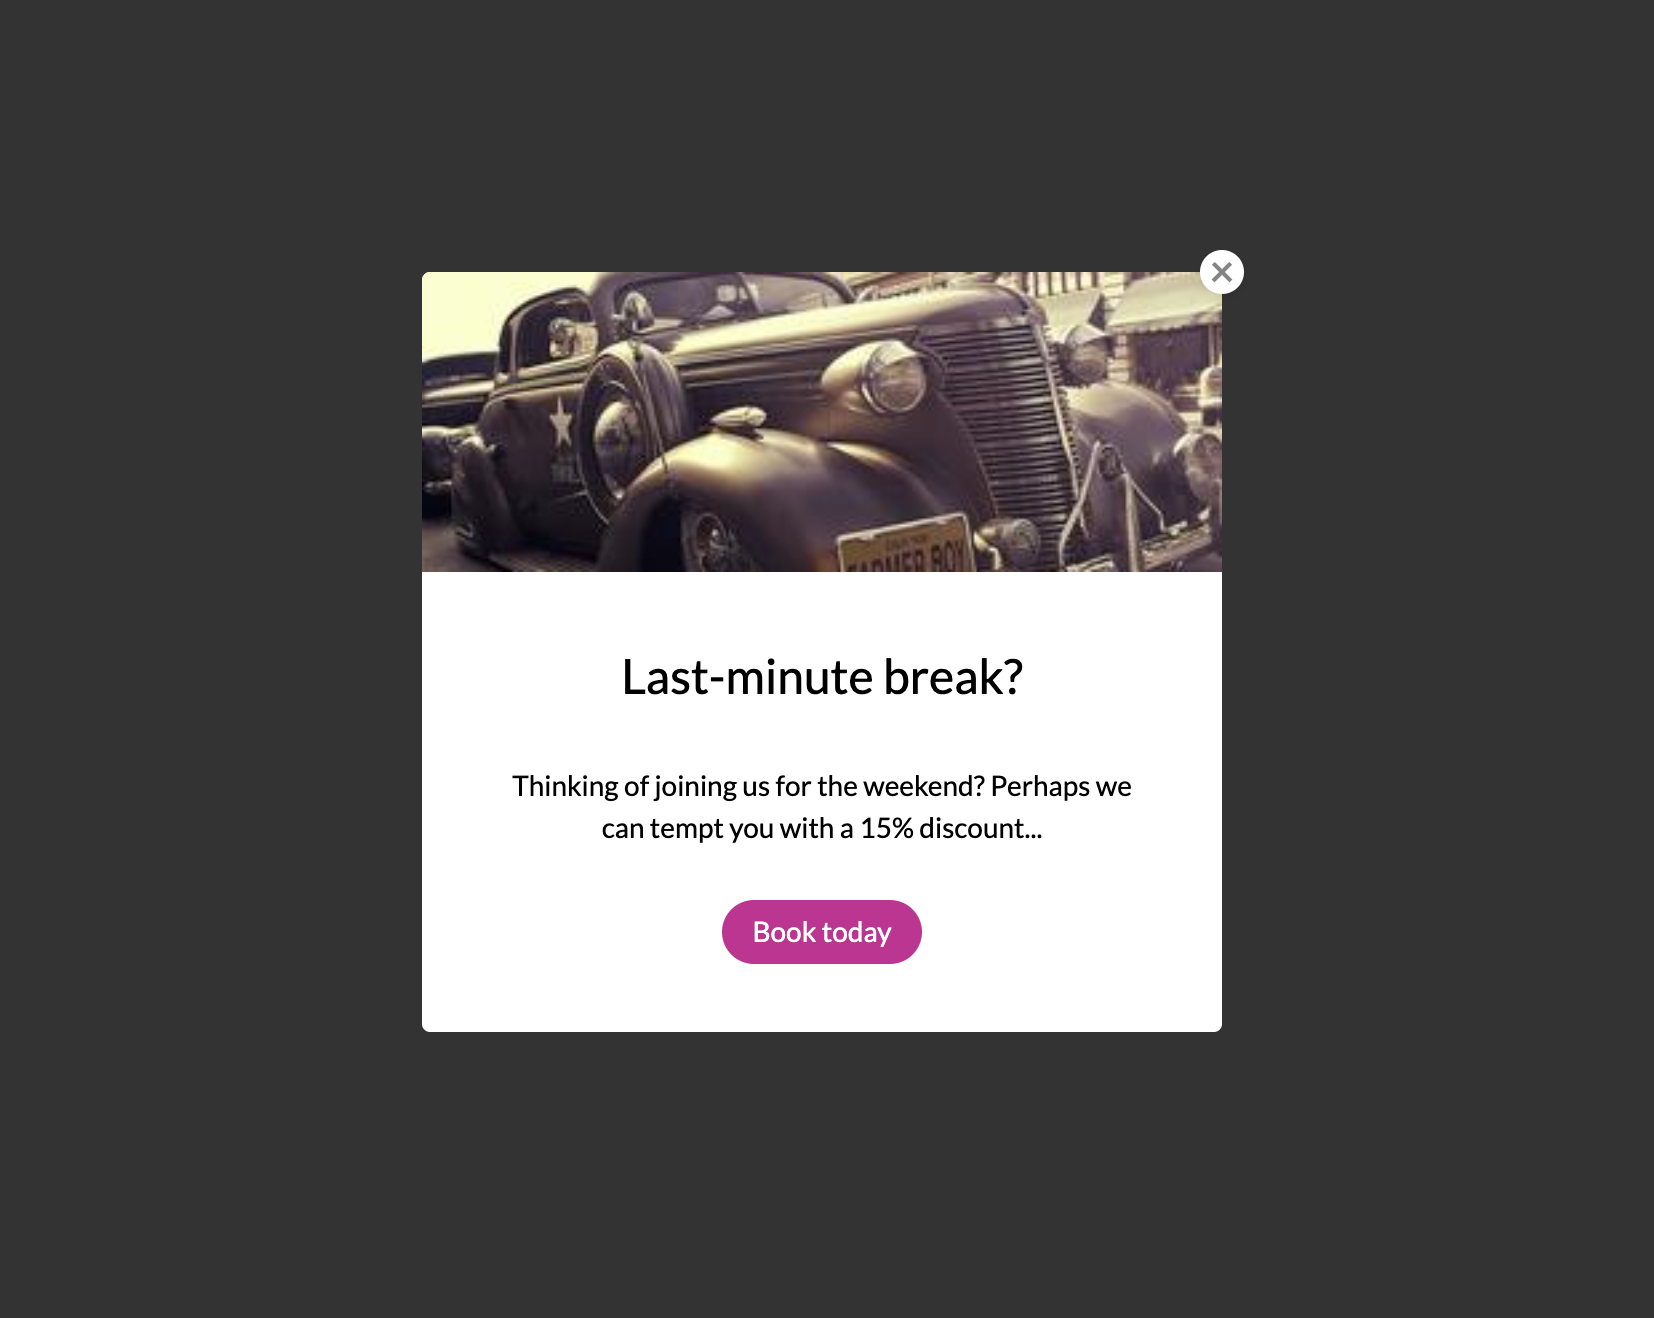 FARMER BOY
Last-minute break?
Thinking of joining us for the weekend? Perhaps we
can tempt you with a 15% discount...
Book today